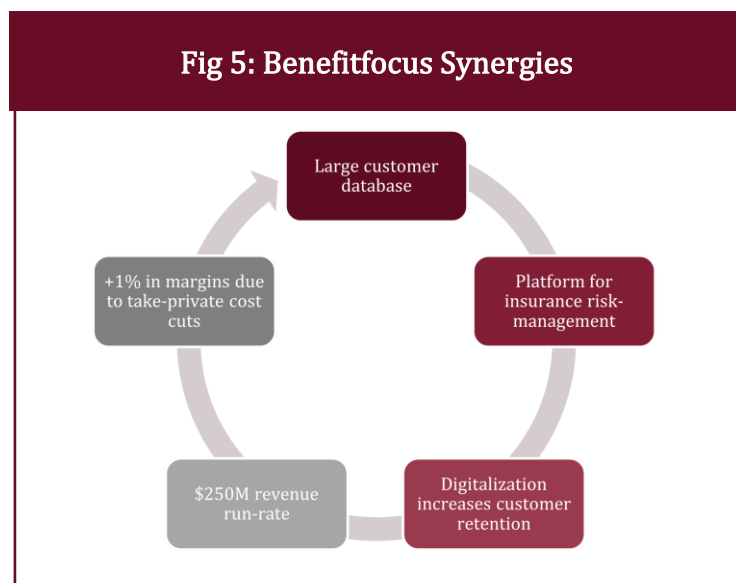 Fig 5: Benefitfocus Synergies
Large customer
database
Platform for
insurance risk-
management
Digitalization
increases customer
retention
$250M revenue
run-rate
+1% in margins due
to take-private cost
cuts